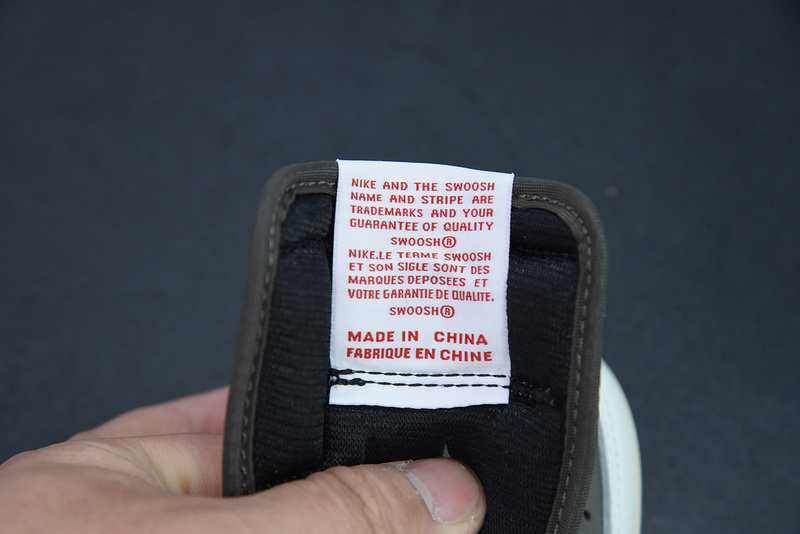 NIKE AND THE SWOOSH
NAME AND STRIPE ARE
TRADEMARKS AND YOUR
GUARANTEE OF QUALITY
SWOOSH®
NIKE.LE TERME SWOOSH
ET SON SIGLE SONT DES
MARQUES DEPOSEES ET
VOTRE GARANTIE DE QUALITE.
SWOOSH®
MADE IN CHINA
FABRIQUE EN CHINE